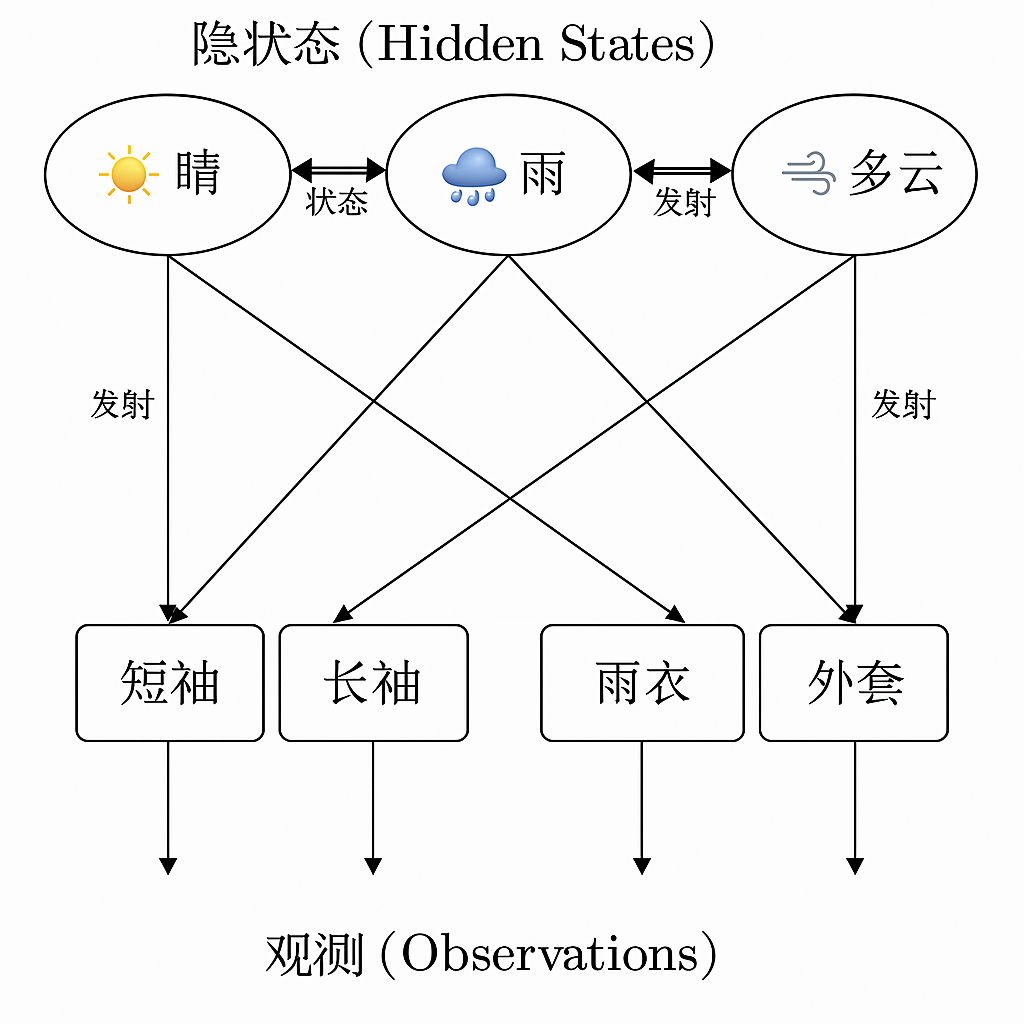 隐状态 (Hidden States)
晴
雨
多云
状态
发射
发射
发射
短袖
长袖
雨衣
外套
观测 (Observations)